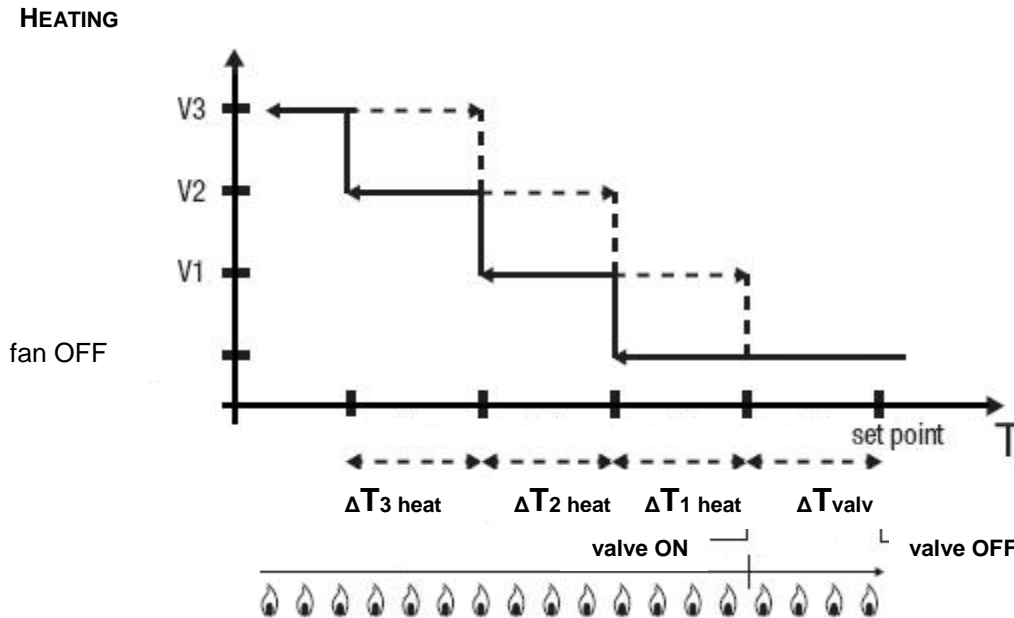 HEATING
V3
V2
V1
fan OFF
set point T
ΔT3 heat ΔT2 heat ΔT1 heat ΔTvalv
valve ON valve OFF